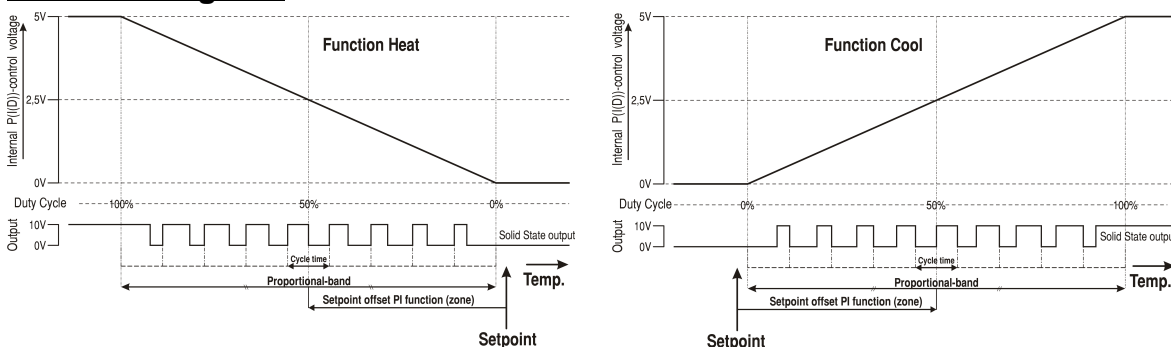 Internal P(I(D))-control voltage
5V
2,5V
0V
Function Heat
Duty Cycle
100%
50%
0%
Output
10V
0V
Solid State output
Cycle time
Proportional-band
Temp.
Setpoint offset PI function (zone)
Setpoint
Internal P(I(D))-control voltage
5V
2,5V
0V
Function Cool
Duty Cycle
0%
50%
100%
Output
10V
0V
Solid State outpu
Cycle time
Proportional-band
Temp.
Setpoint offset PI function (zone)
Setpoint